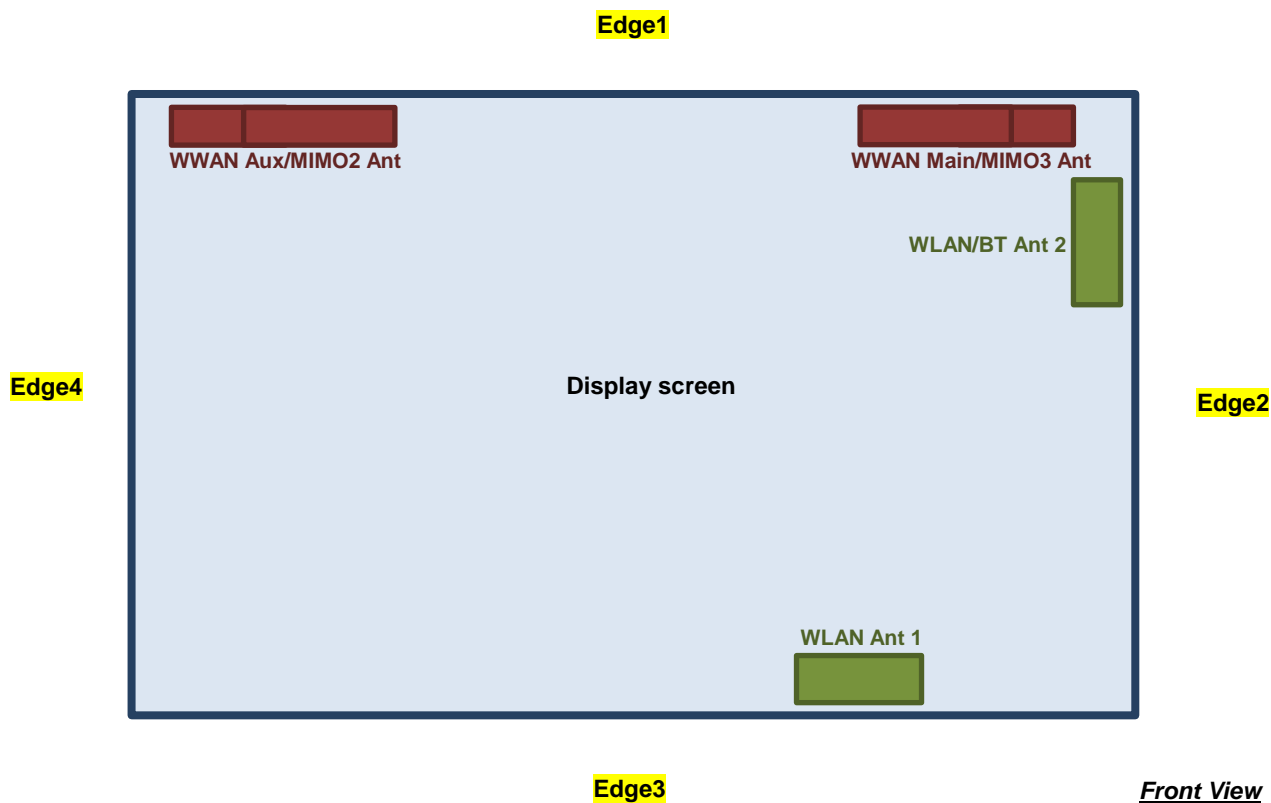 Edge1
WWAN Aux/MIMO2 Ant
WWAN Main/MIMO3 Ant
WLAN/BT Ant 2
Edge4
Display screen
Edge2
WLAN Ant 1
Edge3
Front View